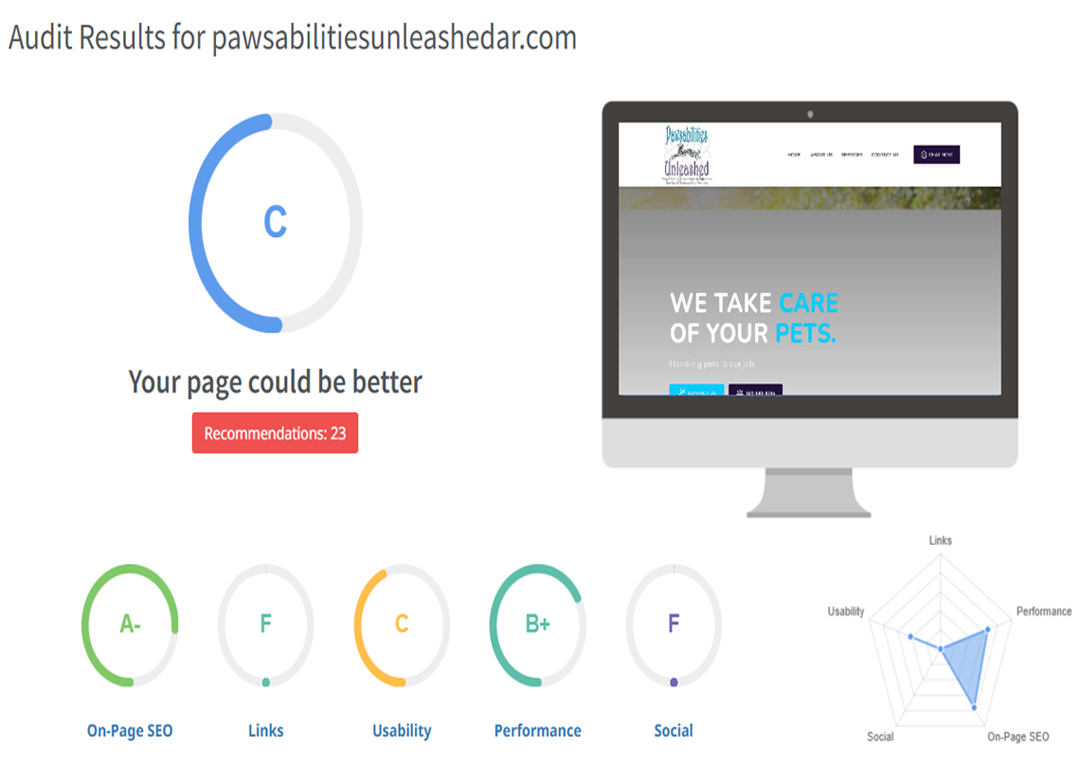 Audit Results for pawsabilitiesunleashedar.com
C
Your page could be better
Recommendations: 23
Pawsabilities
Unleashed
HOME ABOUT US SERVICES CONTACT US
WE TAKE CARE
OF YOUR PETS.
Handling pets is our job.
A-
F
C
B+
F
On-Page SEO
Links
Usability
Performance
Social
Links
Usability
Performance
Social
On-Page SEO